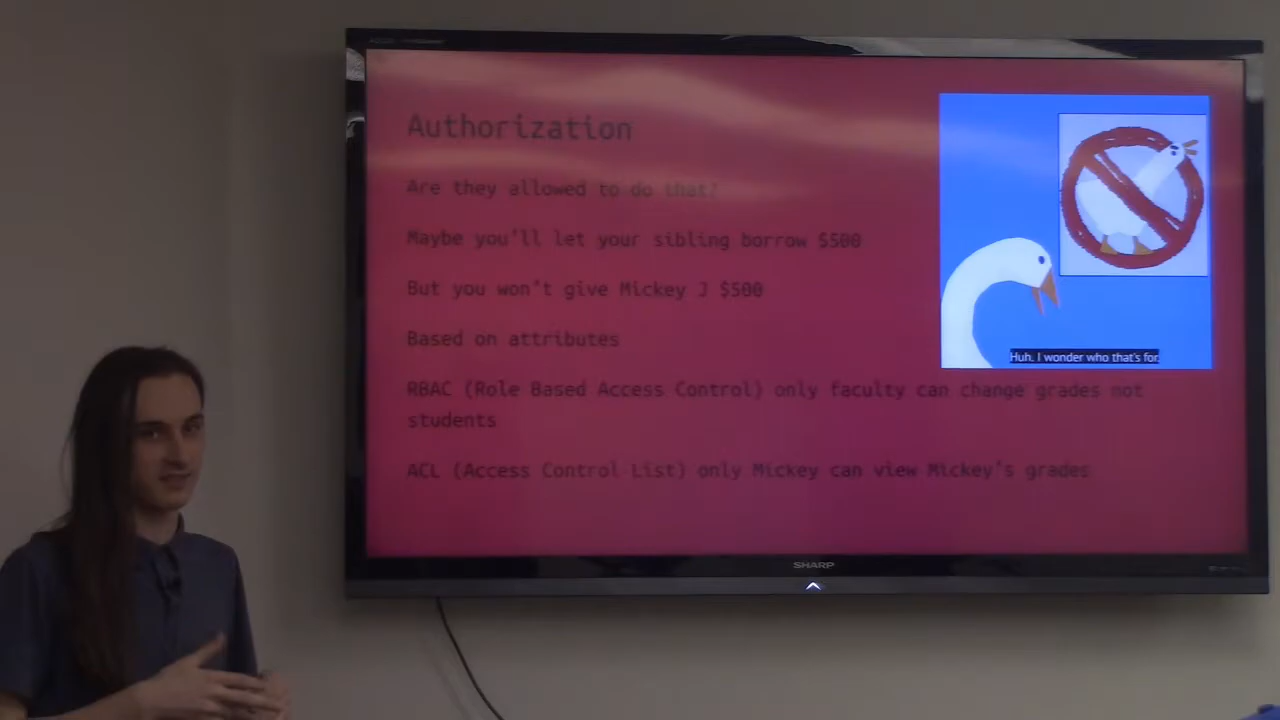 Authorization
Are they allowed to do that?
Maybe you'll let your sibling borrow $500
But you won't give Mickey J $500
Based on attributes
RBAC (Role Based Access Control) only faculty can change grades not
students
ACL (Access Control List) only Mickey can view Mickey's grades
Huh. I wonder who that's for.
SHARP